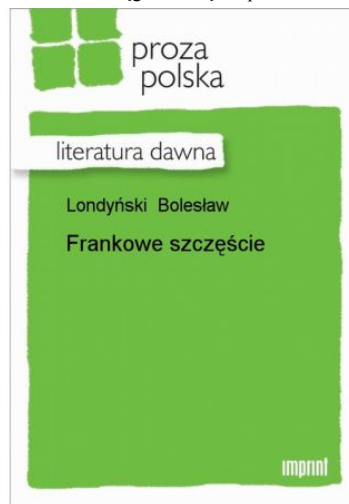 proza
polska
literatura dawna
Londyński Bolesław
Frankowe szczęście
imprint